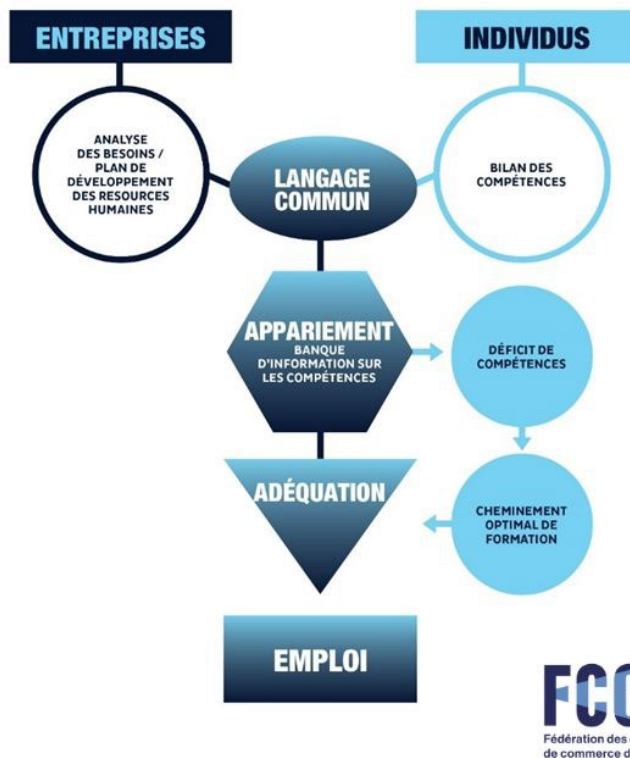 ENTREPRISES
INDIVIDUS
ANALYSE
DES BESOINS /
PLAN DE
DÉVELOPPEMENT
DES RESOURCES
HUMAINES
LANGAGE
COMMUN
BILAN DES
COMPÉTENCES
APPARIEMENT
BANQUE
D'INFORMATION SUR
LES COMPÉTENCES
DÉFICIT DE
COMPÉTENCES
ADÉQUATION
CHEMINEMENT
OPTIMAL DE
FORMATION
EMPLOI
Fédération des
de commerce